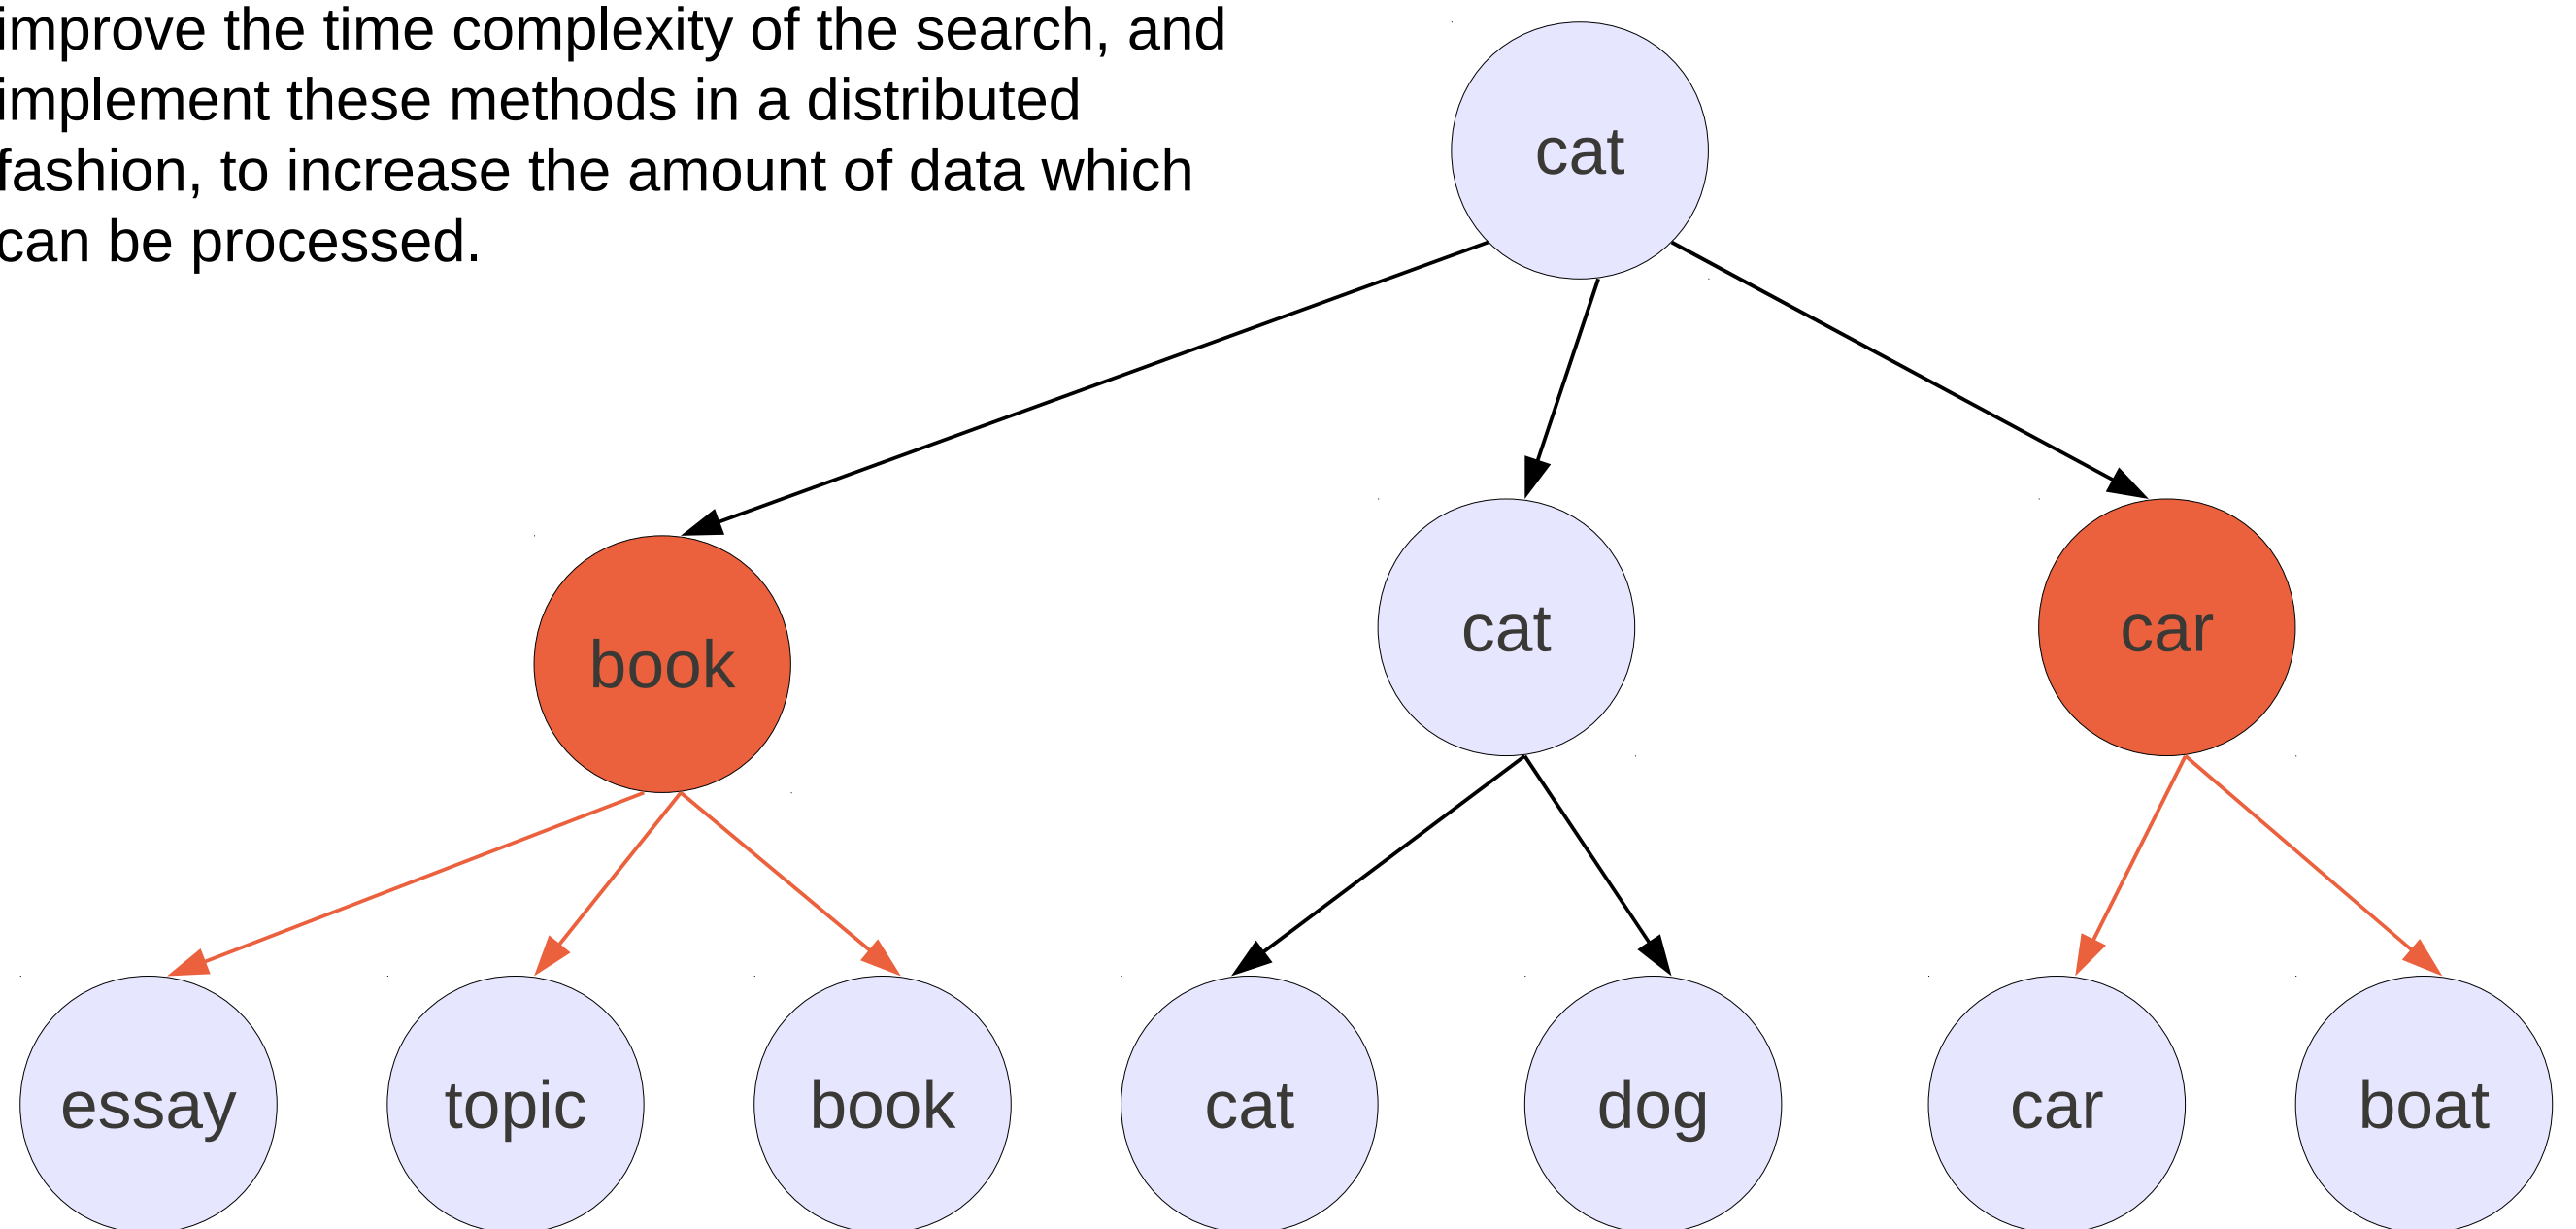 improve the time complexity of the search, and
implement these methods in a distributed
fashion, to increase the amount of data which
can be processed.
cat
book
cat
car
essay
topic
book
cat
dog
car
boat